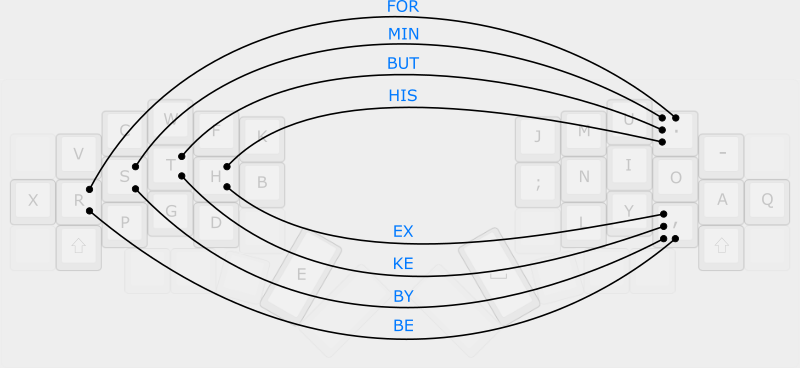 FOR
MIN
BUT
HIS
W U .
C F K J M
V T I -
S H B ; N O
X R A Q
P G D L Y ,
⇧ ⇧
E
EX
KE
BY
BE